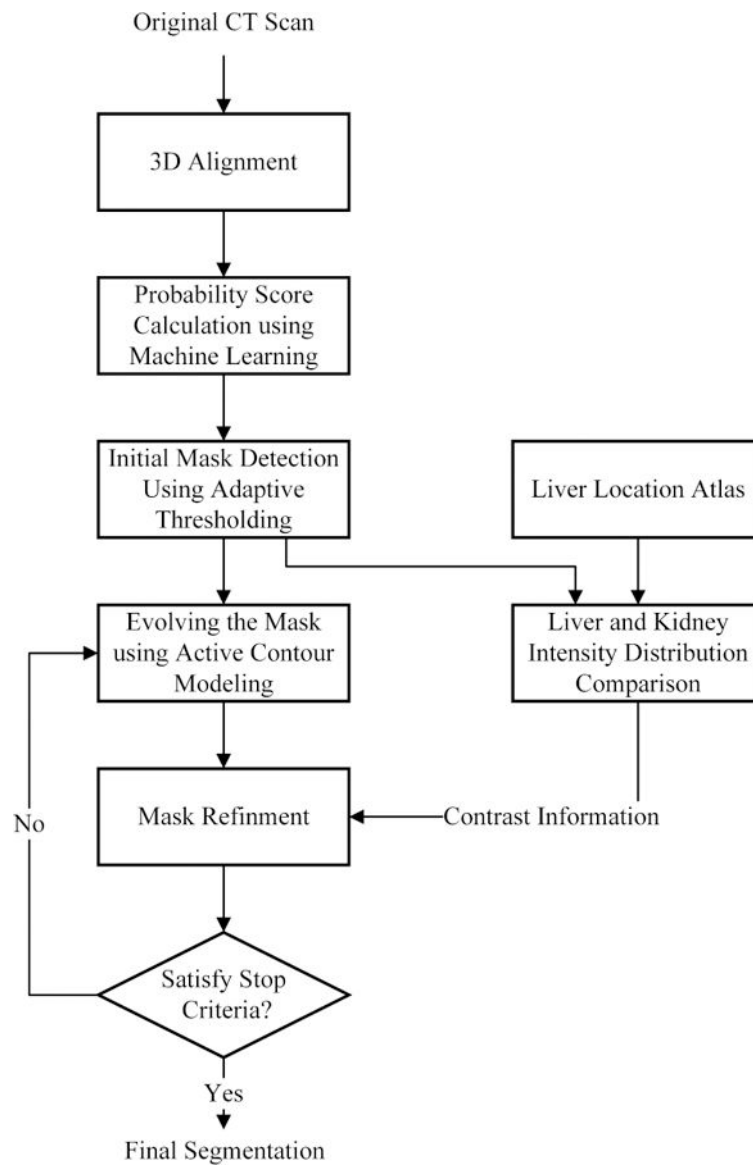 Original CT Scan
3D Alignment
Probability Score
Calculation using
Machine Learning
Initial Mask Detection
Using Adaptive
Thresholding
Liver Location Atlas
Evolving the Mask
using Active Contour
Modeling
Liver and Kidney
Intensity Distribution
Comparison
Mask Refinment
Contrast Information
No
Satisfy Stop
Criteria?
Yes
Final Segmentation